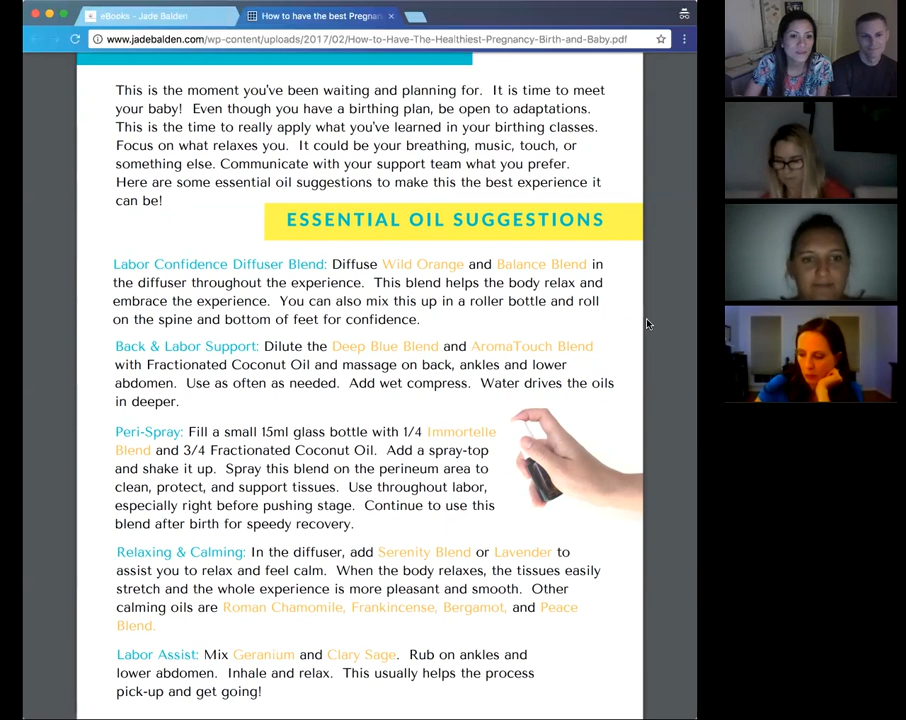 eBooks - Jade Balden
How to have the best Pregnan
www.jadebalden.com/wp-content/uploads/2017/02/How-to-Have-The-Healthiest-Pregnancy-Birth-and-Baby.pdf
This is the moment you've been waiting and planning for. It is time to meet
your baby! Even though you have a birthing plan, be open to adaptations.
This is the time to really apply what you've learned in your birthing classes.
Focus on what relaxes you. It could be your breathing, music, touch, or
something else. Communicate with your support team what you prefer.
Here are some essential oil suggestions to make this the best experience it
can be!
ESSENTIAL OIL SUGGESTIONS
Labor Confidence Diffuser Blend: Diffuse Wild Orange and Balance Blend in
the diffuser throughout the experience. This blend helps the body relax and
embrace the experience. You can also mix this up in a roller bottle and roll
on the spine and bottom of feet for confidence.
Back & Labor Support: Dilute the Deep Blue Blend and AromaTouch Blend
with Fractionated Coconut Oil and massage on back, ankles and lower
abdomen. Use as often as needed. Add wet compress. Water drives the oils
in deeper.
Peri-Spray: Fill a small 15ml glass bottle with 1/4 Immortelle
Blend and 3/4 Fractionated Coconut Oil. Add a spray-top
and shake it up. Spray this blend on the perineum area to
clean, protect, and support tissues. Use throughout labor,
especially right before pushing stage. Continue to use this
blend after birth for speedy recovery.
Relaxing & Calming: In the diffuser, add Serenity Blend or Lavender to
assist you to relax and feel calm. When the body relaxes, the tissues easily
stretch and the whole experience is more pleasant and smooth. Other
calming oils are Roman Chamomile, Frankincense, Bergamot, and Peace
Blend.
Labor Assist: Mix Geranium and Clary Sage. Rub on ankles and
lower abdomen. Inhale and relax. This usually helps the process
pick-up and get going!